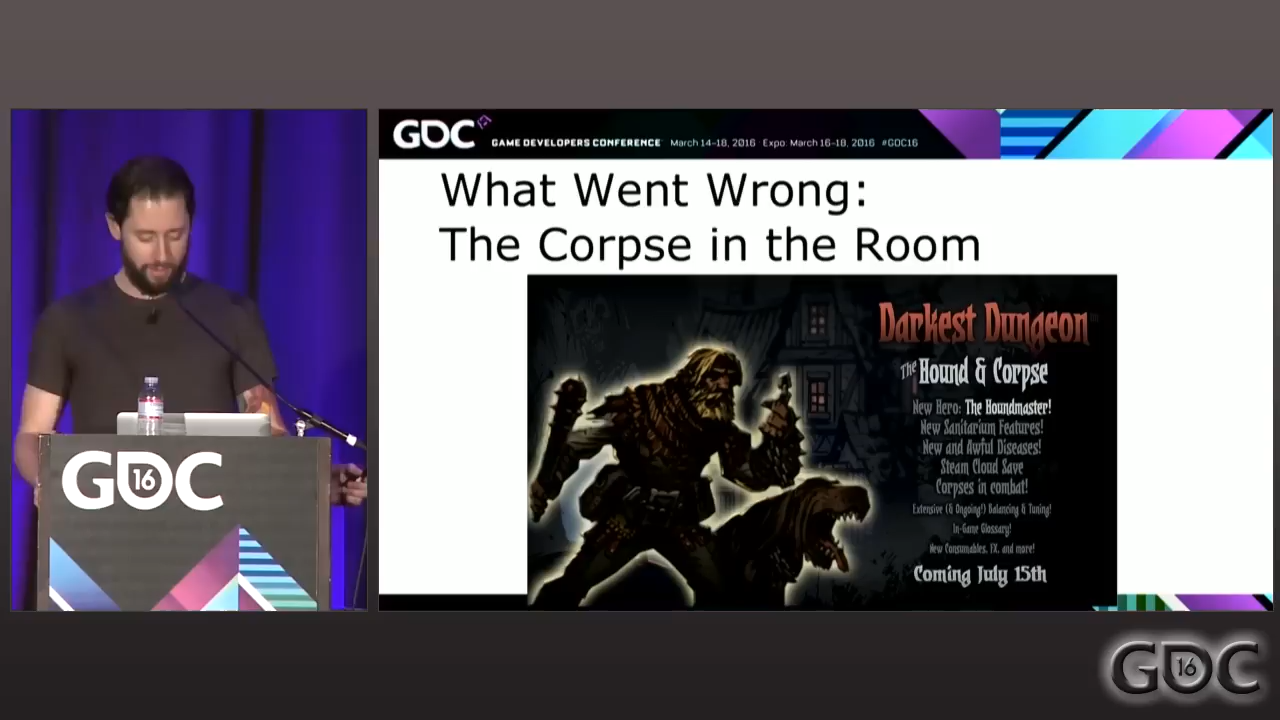 GDC
16
GDC
GAME DEVELOPERS CONFERENCE March 14-18, 2016 Expo: March 16-18, 2016 #GDC16
What Went Wrong:
The Corpse in the Room
Darkest Dungeon
The Hound & Corpse
New Hero: The Houndmaster!
New Sanitarium Features!
New and Awful Diseases!
Steam Cloud Save
Corpses in combat!
Extensive (& Ongoing!) Balancing & Tuning!
In-Game Glossary!
New Consumables, FX, and more!
Coming July 15th
GDC
16